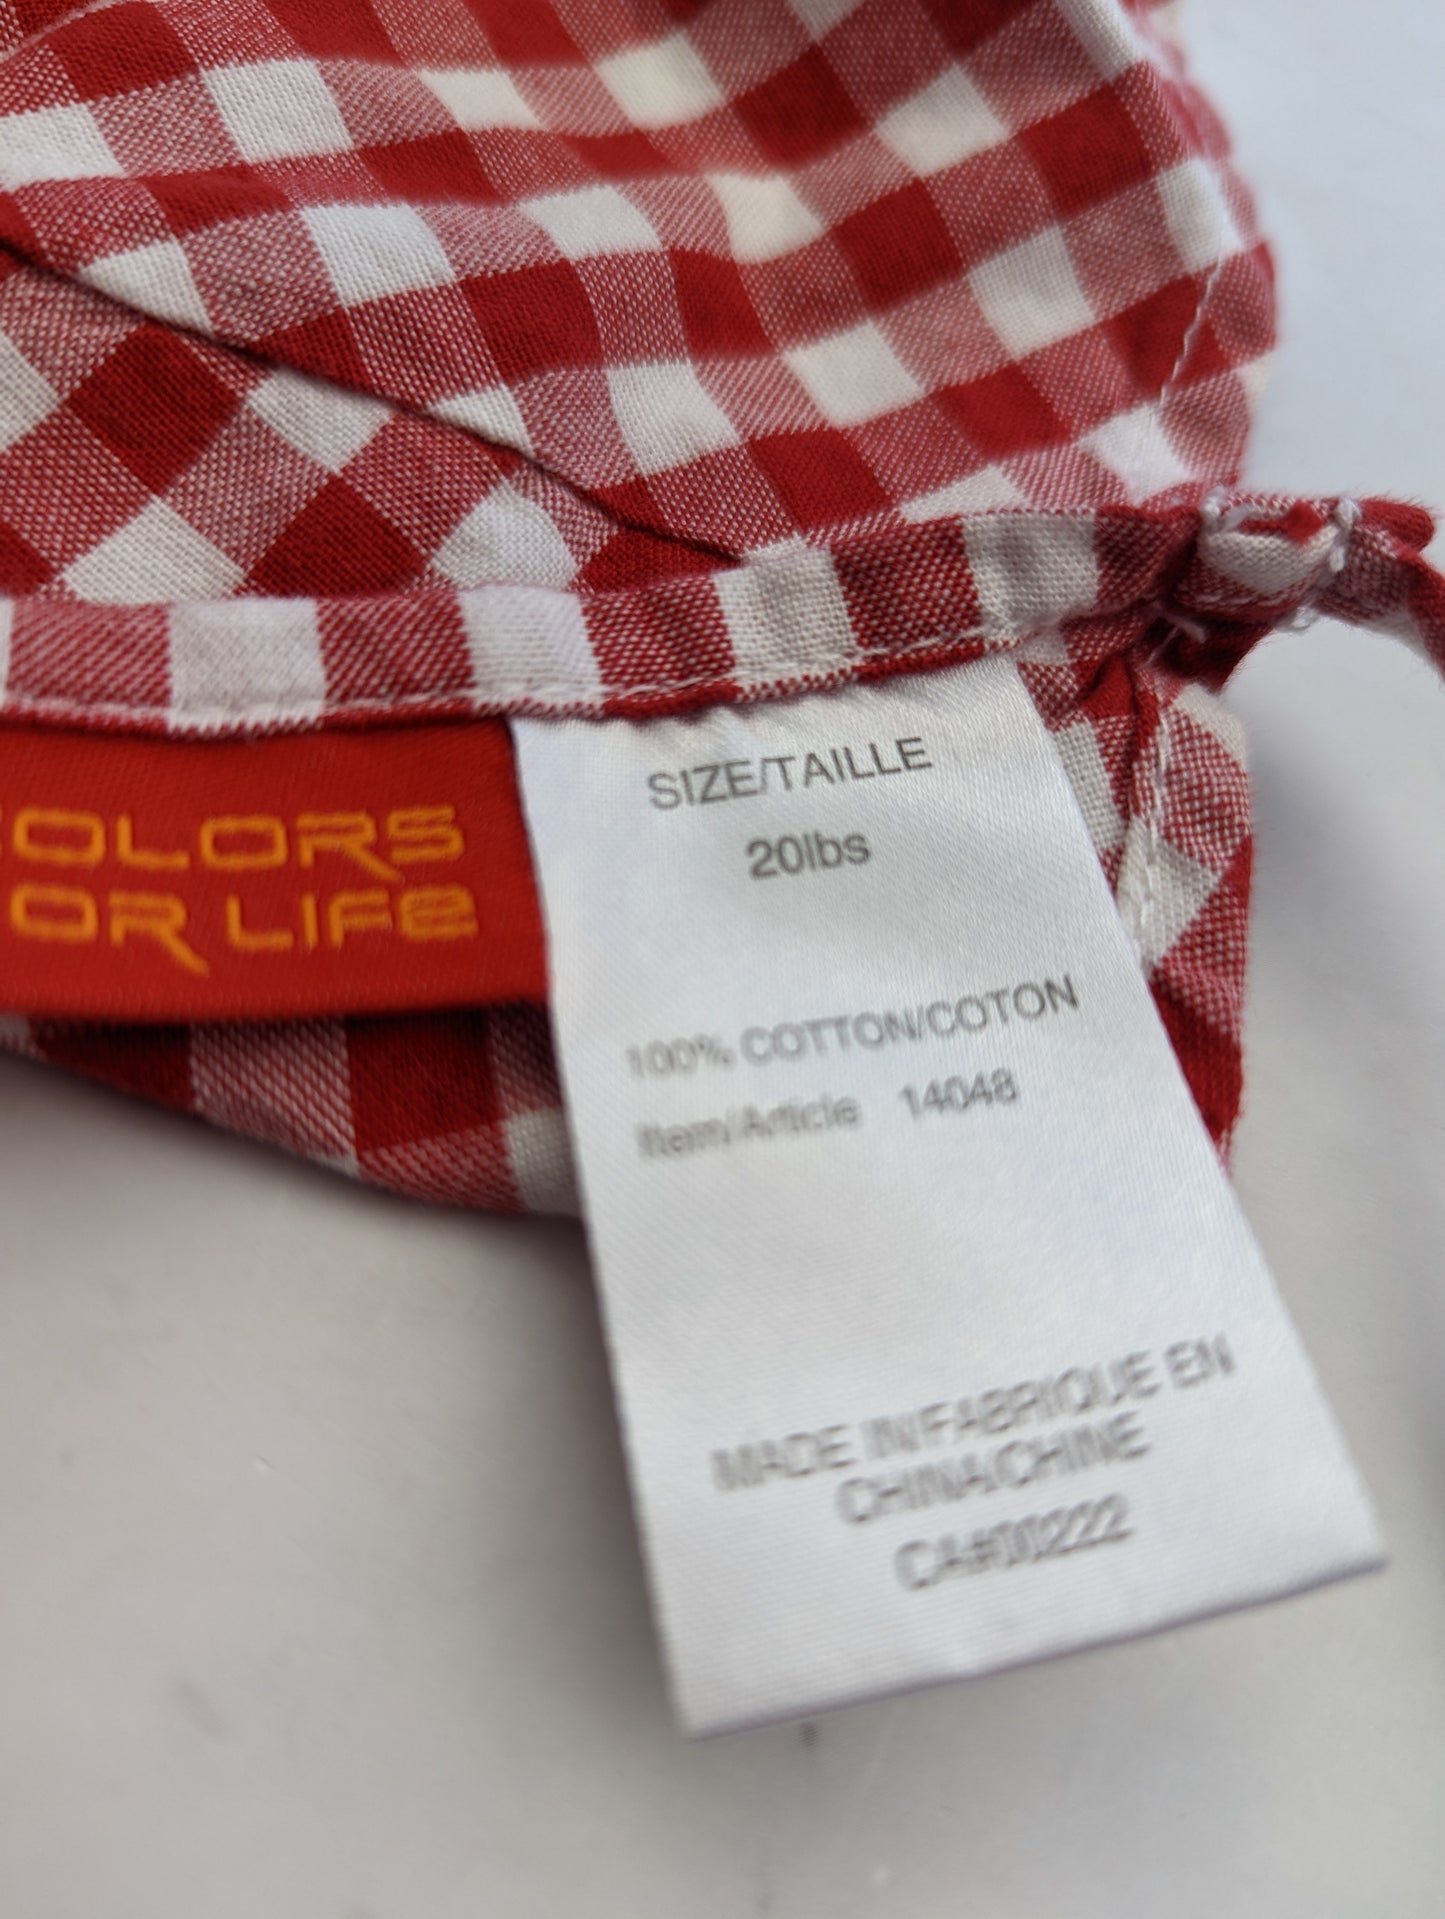 COLORS
FOR LIFE
SIZE/TAILLE
20lbs
100% COTTON/COTON
Item/Article 14048
MADE IN/FABRIQUE EN
CHINA/CHINE
CA#00222